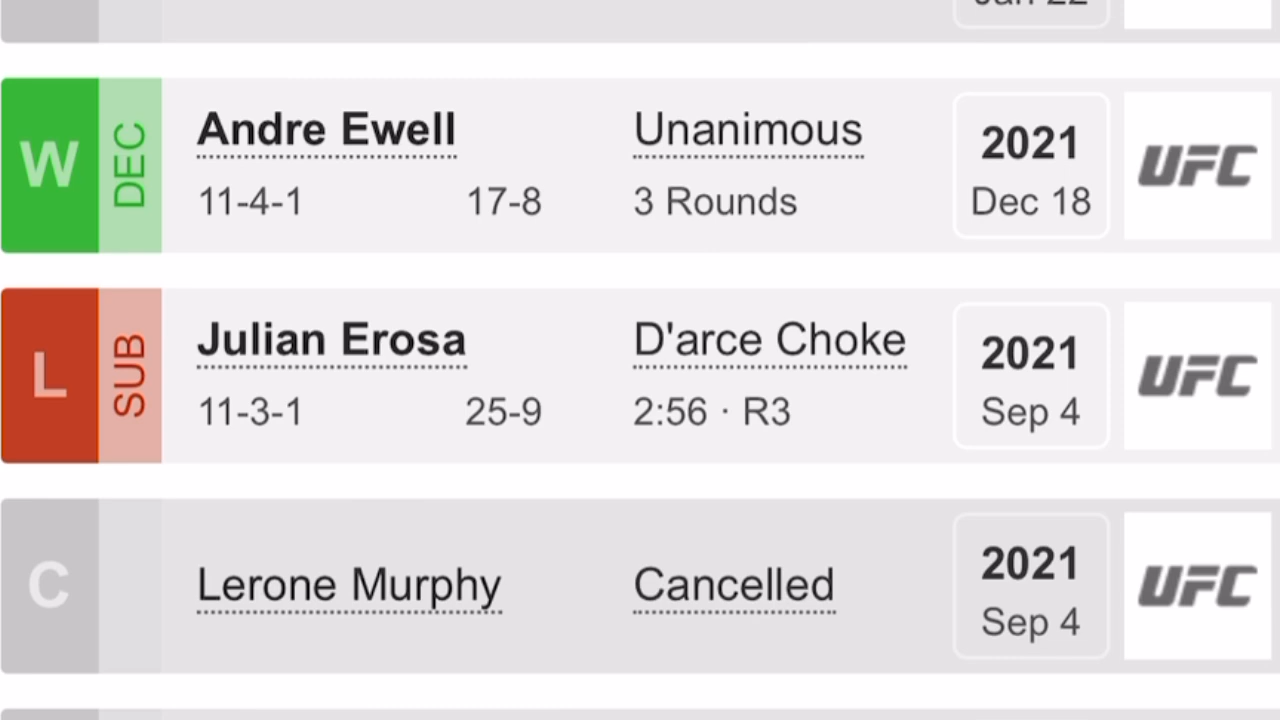 Jan 22
W DEC Andre Ewell Unanimous 2021 UFC
11-4-1 17-8 3 Rounds Dec 18
L SUB Julian Erosa D'arce Choke 2021 UFC
11-3-1 25-9 2:56 · R3 Sep 4
C Lerone Murphy Cancelled 2021 UFC
Sep 4